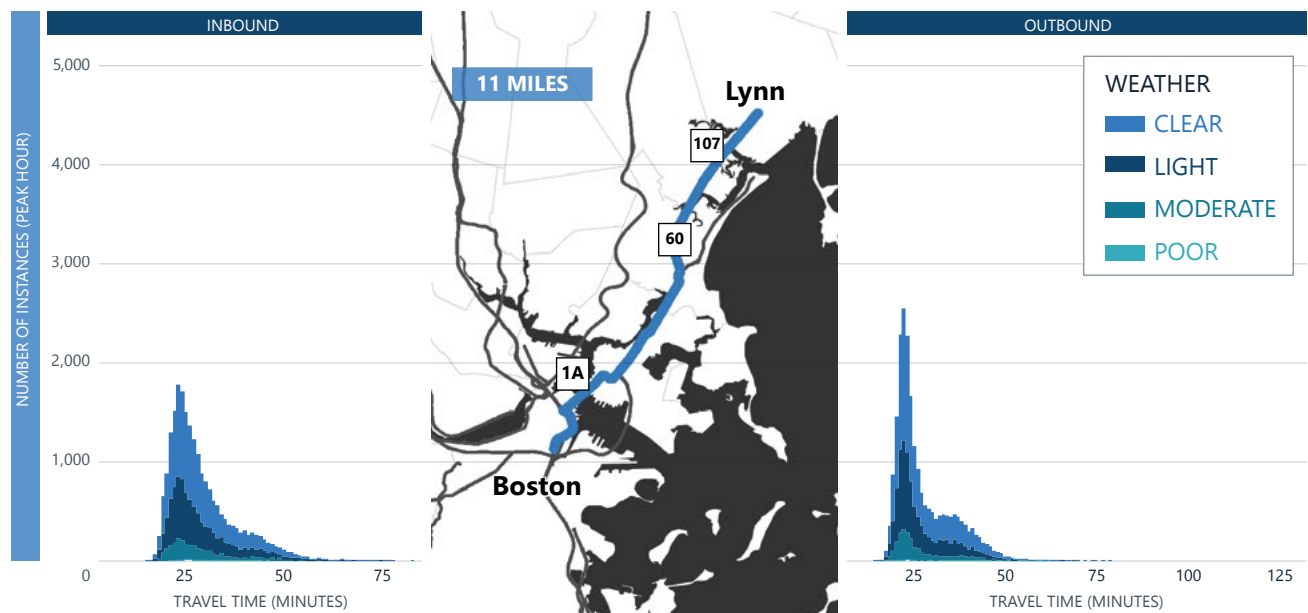 INBOUND
NUMBER OF INSTANCES (PEAK HOUR)
5,000
4,000
3,000
2,000
1,000
0
25
50
75
TRAVEL TIME (MINUTES)
11 MILES
Lynn
107
60
1A
Boston
OUTBOUND
WEATHER
CLEAR
LIGHT
MODERATE
POOR
25
50
75
100
125
TRAVEL TIME (MINUTES)